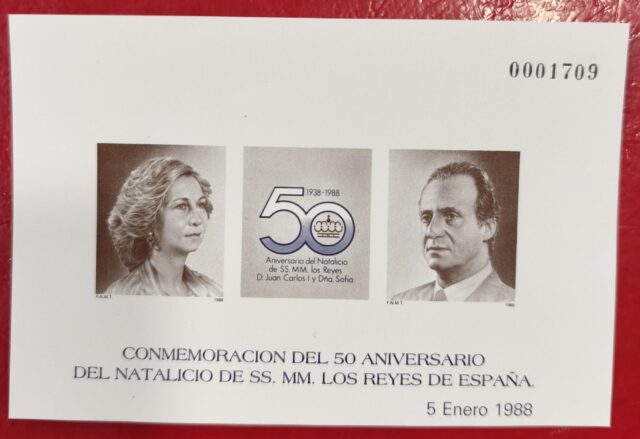 0001709
1938-1988
50
Aniversario del Natalicio
de SS. MM. los Reyes
D. Juan Carlos I y Dña. Sofía
F.N.M.T. 1988
F.N.M.T. 1988
CONMEMORACION DEL 50 ANIVERSARIO
DEL NATALICIO DE SS. MM. LOS REYES DE ESPAÑA.
5 Enero 1988